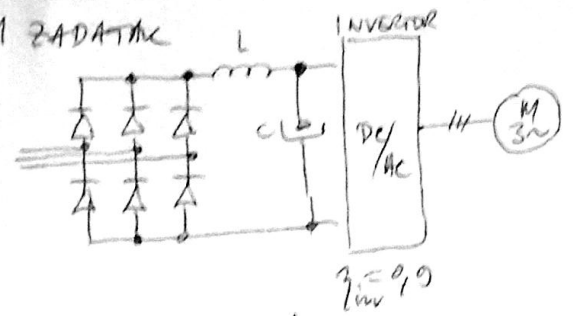 1 ZADATAK
INVERTOR
L
C
DC/
AC
M
3~
ηinv = 0,9